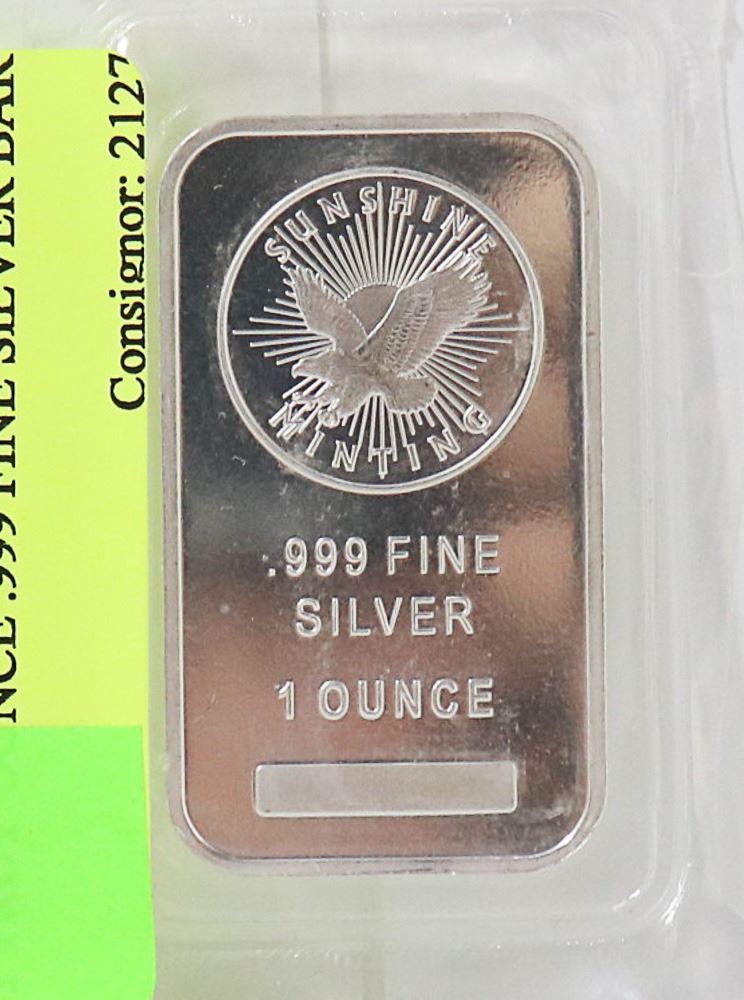 NCE .999 FINE SILVER BAR
Consignor: 2127
SUNSHINE
MINTING
.999 FINE
SILVER
1 OUNCE